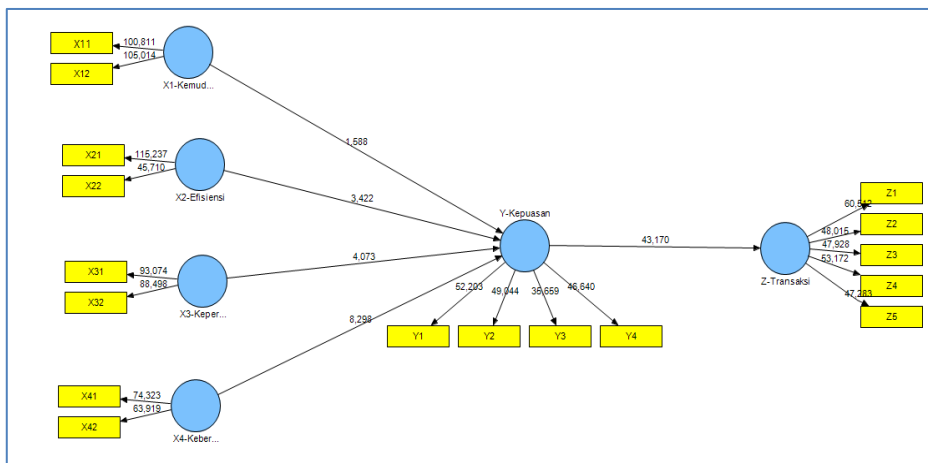 X11
100,811
X12
105,014
X1-Kemud...
1,588
X21
115,237
X22
45,710
X2-Efisiensi
3,422
Y-Kepuasan
43,170
X31
93,074
X32
88,498
X3-Keper...
4,073
52,203
49,044
35,659
46,640
Y1
Y2
Y3
Y4
Z1
60,512
Z2
48,015
Z3
47,928
Z4
53,172
Z5
47,283
Z-Transaksi
8,298
X41
74,323
X42
63,919
X4-Keber...